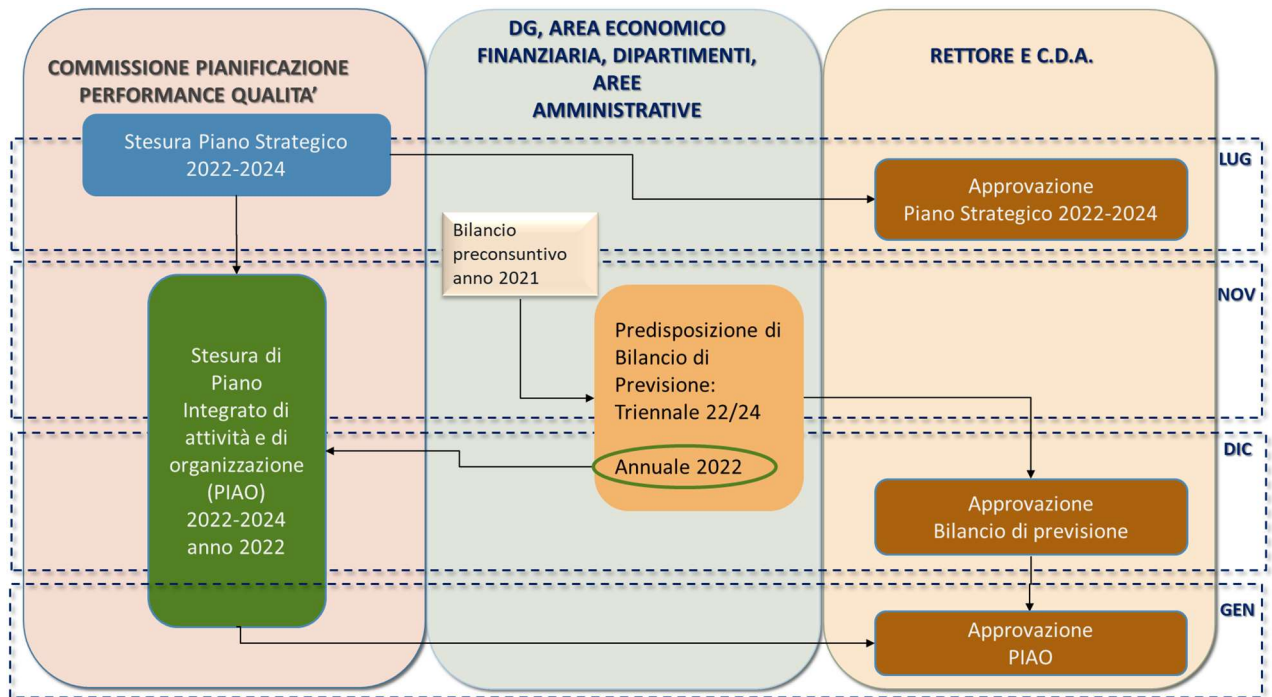 COMMISSIONE PIANIFICAZIONE
PERFORMANCE QUALITA’
DG, AREA ECONOMICO
FINANZIARIA, DIPARTIMENTI,
AREE
AMMINISTRATIVE
RETTORE E C.D.A.
Stesura Piano Strategico
2022-2024
LUG
Approvazione
Piano Strategico 2022-2024
Bilancio
preconsuntivo
anno 2021
NOV
Predisposizione di
Bilancio di
Previsione:
Triennale 22/24
Annuale 2022
Stesura di
Piano
Integrato di
attività e di
organizzazione
(PIAO)
2022-2024
anno 2022
DIC
Approvazione
Bilancio di previsione
GEN
Approvazione
PIAO